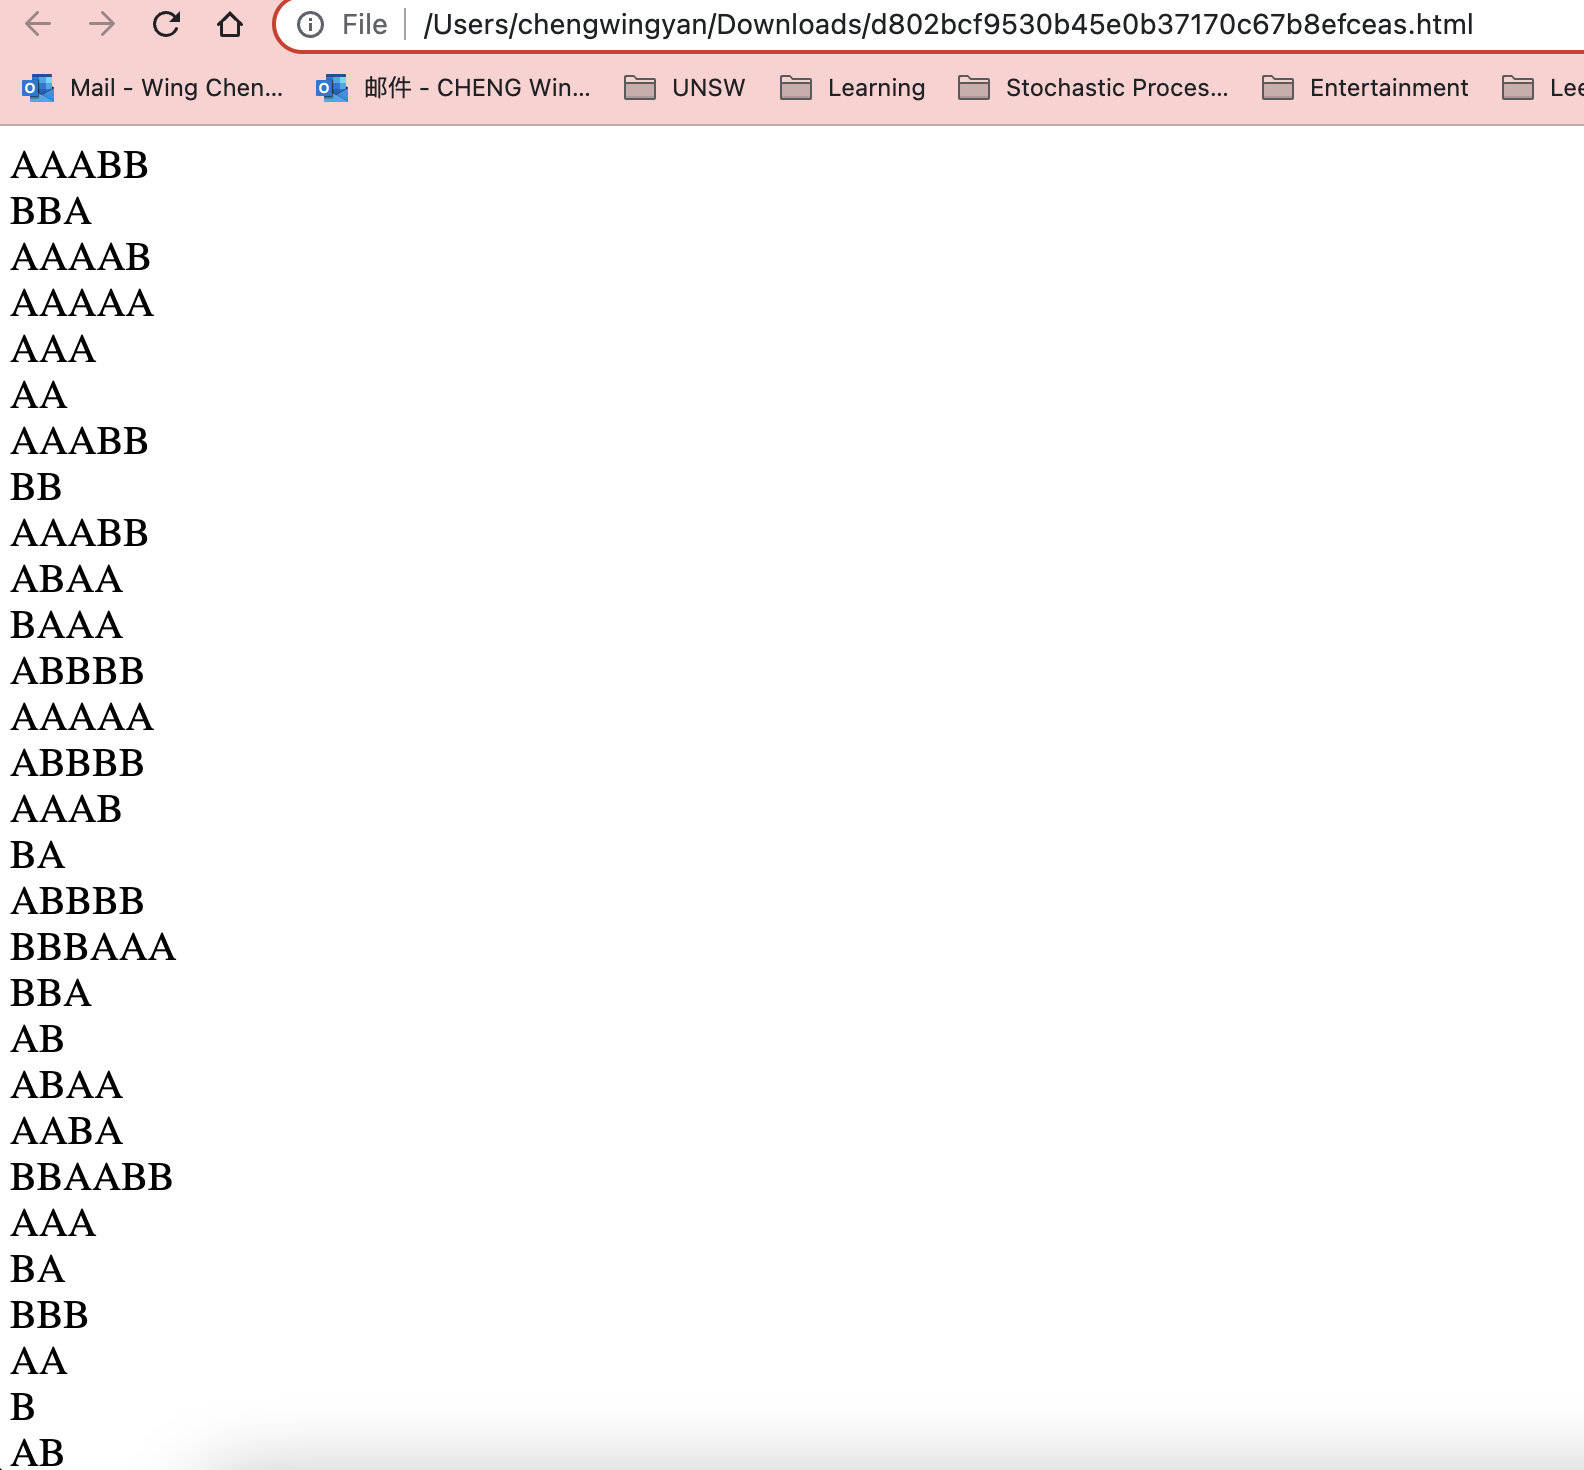 File /Users/chengwingyan/Downloads/d802bcf9530b45e0b37170c67b8efceas.html
Mail - Wing Chen... 邮件 - CHENG Win... UNSW Learning Stochastic Proces... Entertainment Lee
AAABB
BBA
AAAAB
AAAAA
AAA
AA
AAABB
BB
AAABB
ABAA
BAAA
ABBBB
AAAAA
ABBBB
AAAB
BA
ABBBB
BBBAAA
BBA
AB
ABAA
AABA
BBAABB
AAA
BA
BBB
AA
B
AB